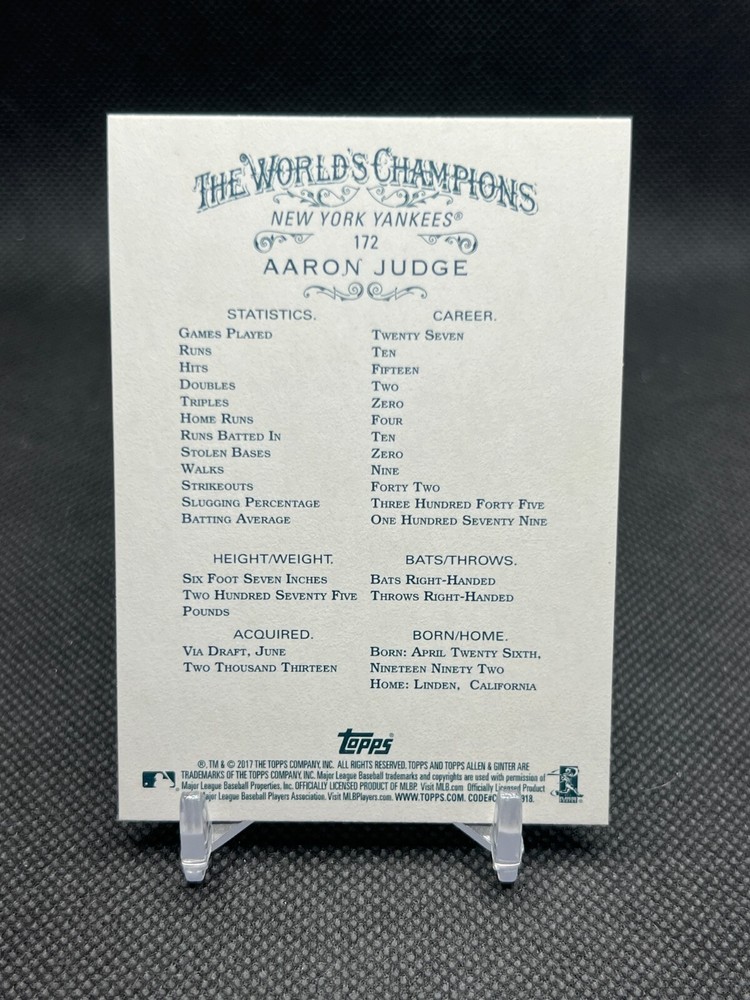 THE WORLD'S CHAMPIONS
NEW YORK YANKEES®
172
AARON JUDGE
STATISTICS. CAREER.
GAMES PLAYED TWENTY SEVEN
RUNS TEN
HITS FIFTEEN
DOUBLES TWO
TRIPLES ZERO
HOME RUNS FOUR
RUNS BATTED IN TEN
STOLEN BASES ZERO
WALKS NINE
STRIKEOUTS FORTY TWO
SLUGGING PERCENTAGE THREE HUNDRED FORTY FIVE
BATTING AVERAGE ONE HUNDRED SEVENTY NINE
HEIGHT/WEIGHT.
SIX FOOT SEVEN INCHES
TWO HUNDRED SEVENTY FIVE
POUNDS
BATS/THROWS.
BATS RIGHT-HANDED
THROWS RIGHT-HANDED
ACQUIRED.
VIA DRAFT, JUNE
TWO THOUSAND THIRTEEN
BORN/HOME.
BORN: APRIL TWENTY SIXTH,
NINETEEN NINETY TWO
HOME: LINDEN, CALIFORNIA
topps®
®, TM & © 2017 THE TOPPS COMPANY, INC. ALL RIGHTS RESERVED. TOPPS AND TOPPS ALLEN & GINTER ARE
TRADEMARKS OF THE TOPPS COMPANY, INC. Major League Baseball trademarks and copyrights are used with permission of
Major League Baseball Properties, Inc. OFFICIALLY LICENSED PRODUCT OF MLBP. Visit MLB.com Officially Licensed Product
Major League Baseball Players Association. Visit MLBPlayers.com. WWW.TOPPS.COM. 918.